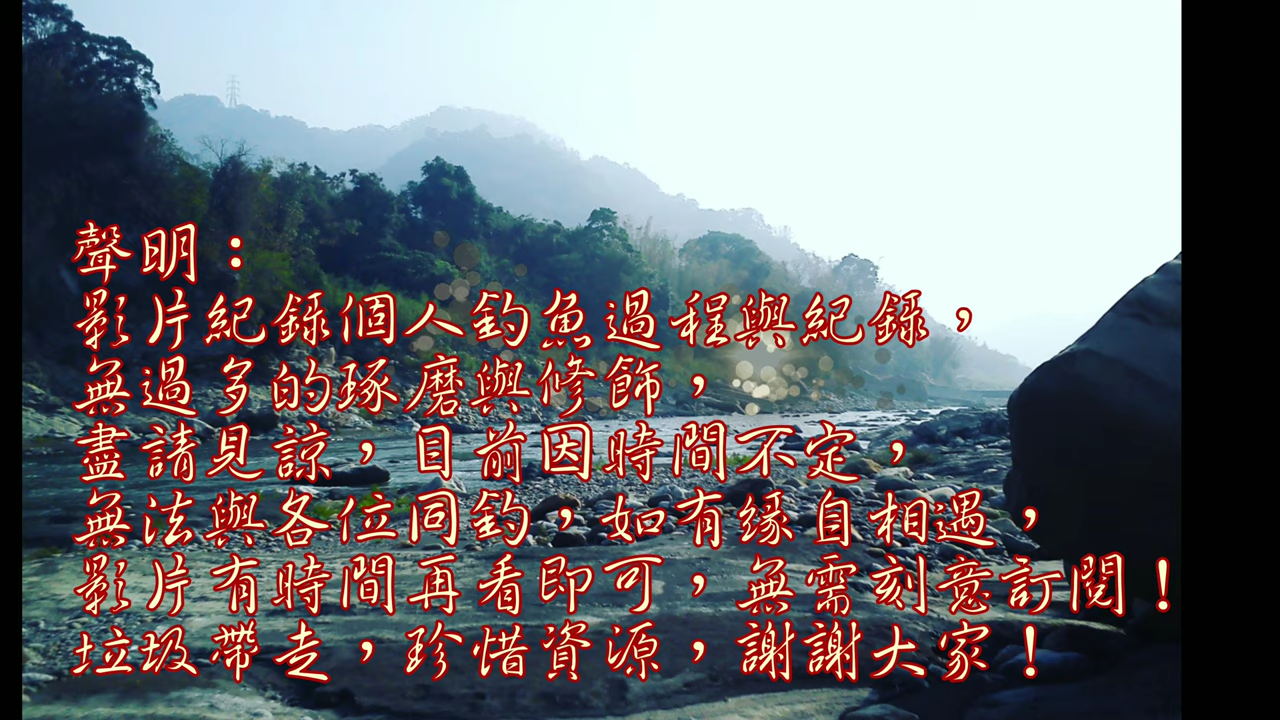 聲明：
影片紀錄個人釣魚過程與紀錄，
無過多的琢磨與修飾，
盡請見諒，目前因時間不定，
無法與各位同釣，如有緣自相遇，
影片有時間再看即可，無需刻意訂閱！
垃圾帶走，珍惜資源，謝謝大家！